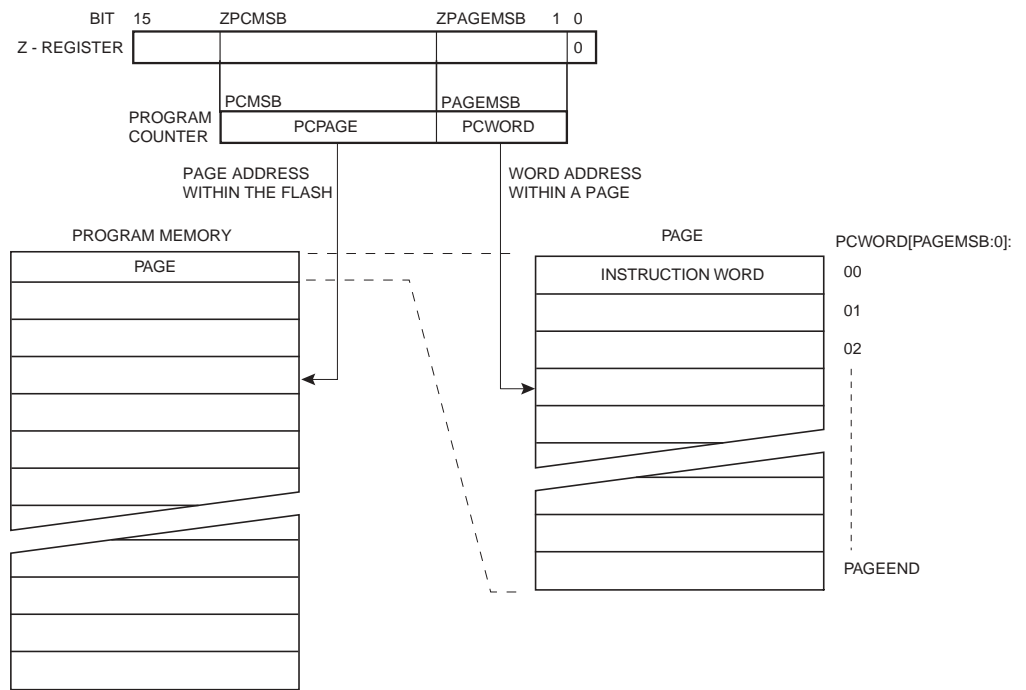 BIT 15 ZPCMSB ZPAGEMSB 1 0
Z - REGISTER 0
PCMSB PAGEMSB
PROGRAM
COUNTER
PCPAGE PCWORD
PAGE ADDRESS
WITHIN THE FLASH
WORD ADDRESS
WITHIN A PAGE
PROGRAM MEMORY
PAGE
PAGE
INSTRUCTION WORD
PCWORD[PAGEMSB:0]:
00
01
02
PAGEEND